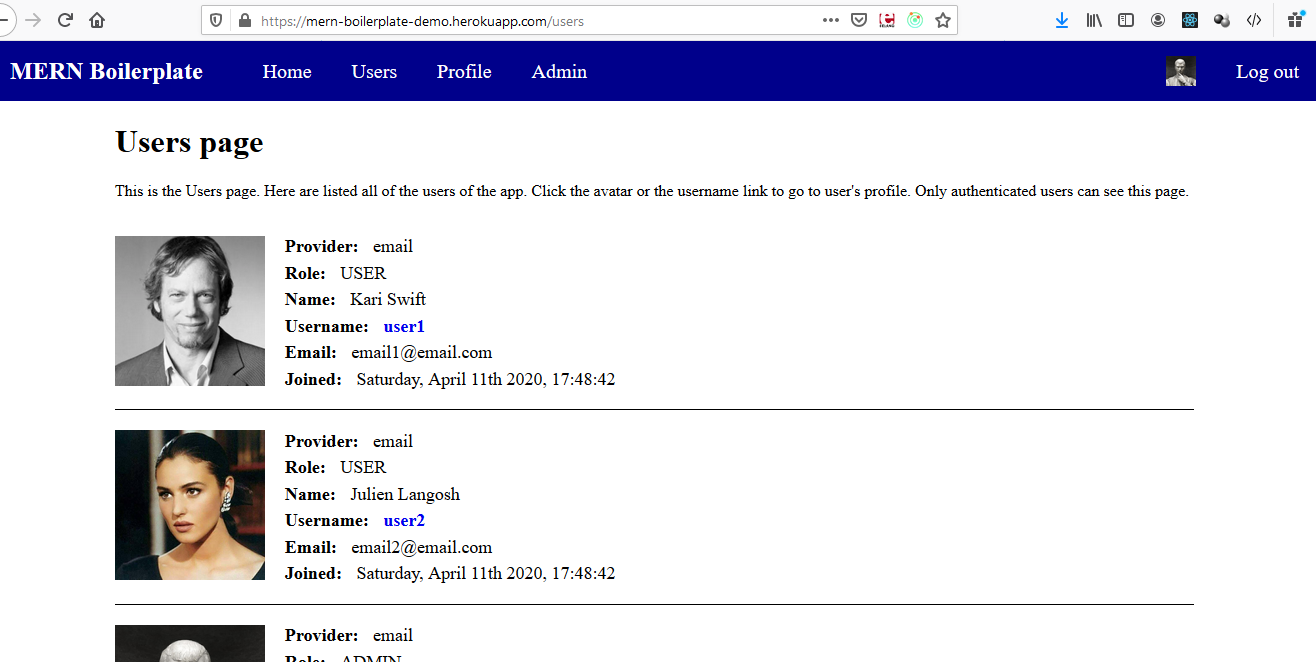 https://mern-boilerplate-demo.herokuapp.com/users
MERN Boilerplate Home Users Profile Admin Log out
Users page
This is the Users page. Here are listed all of the users of the app. Click the avatar or the username link to go to user's profile. Only authenticated users can see this page.
Provider: email
Role: USER
Name: Kari Swift
Username: user1
Email: email1@email.com
Joined: Saturday, April 11th 2020, 17:48:42
Provider: email
Role: USER
Name: Julien Langosh
Username: user2
Email: email2@email.com
Joined: Saturday, April 11th 2020, 17:48:42
Provider: email
Role: ADMIN